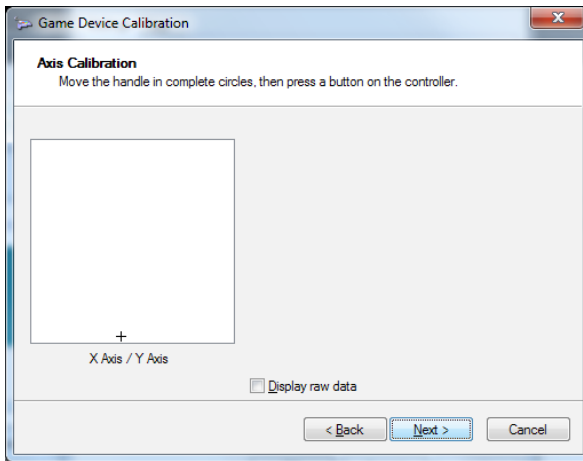 Game Device Calibration
Axis Calibration
Move the handle in complete circles, then press a button on the controller.
X Axis / Y Axis
Display raw data
< Back
Next >
Cancel